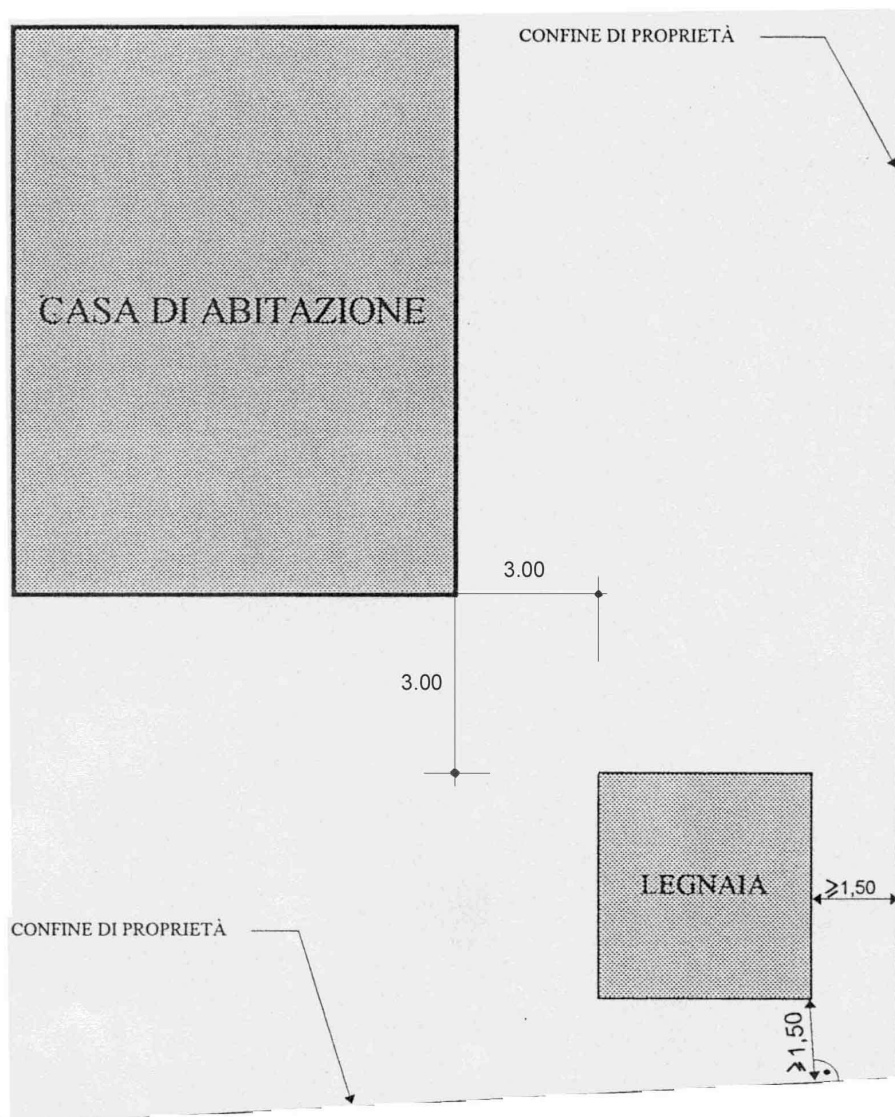 CONFINE DI PROPRIETÀ
CASA DI ABITAZIONE
3.00
3.00
LEGNAIA
≥1,50
CONFINE DI PROPRIETÀ
≥1,50